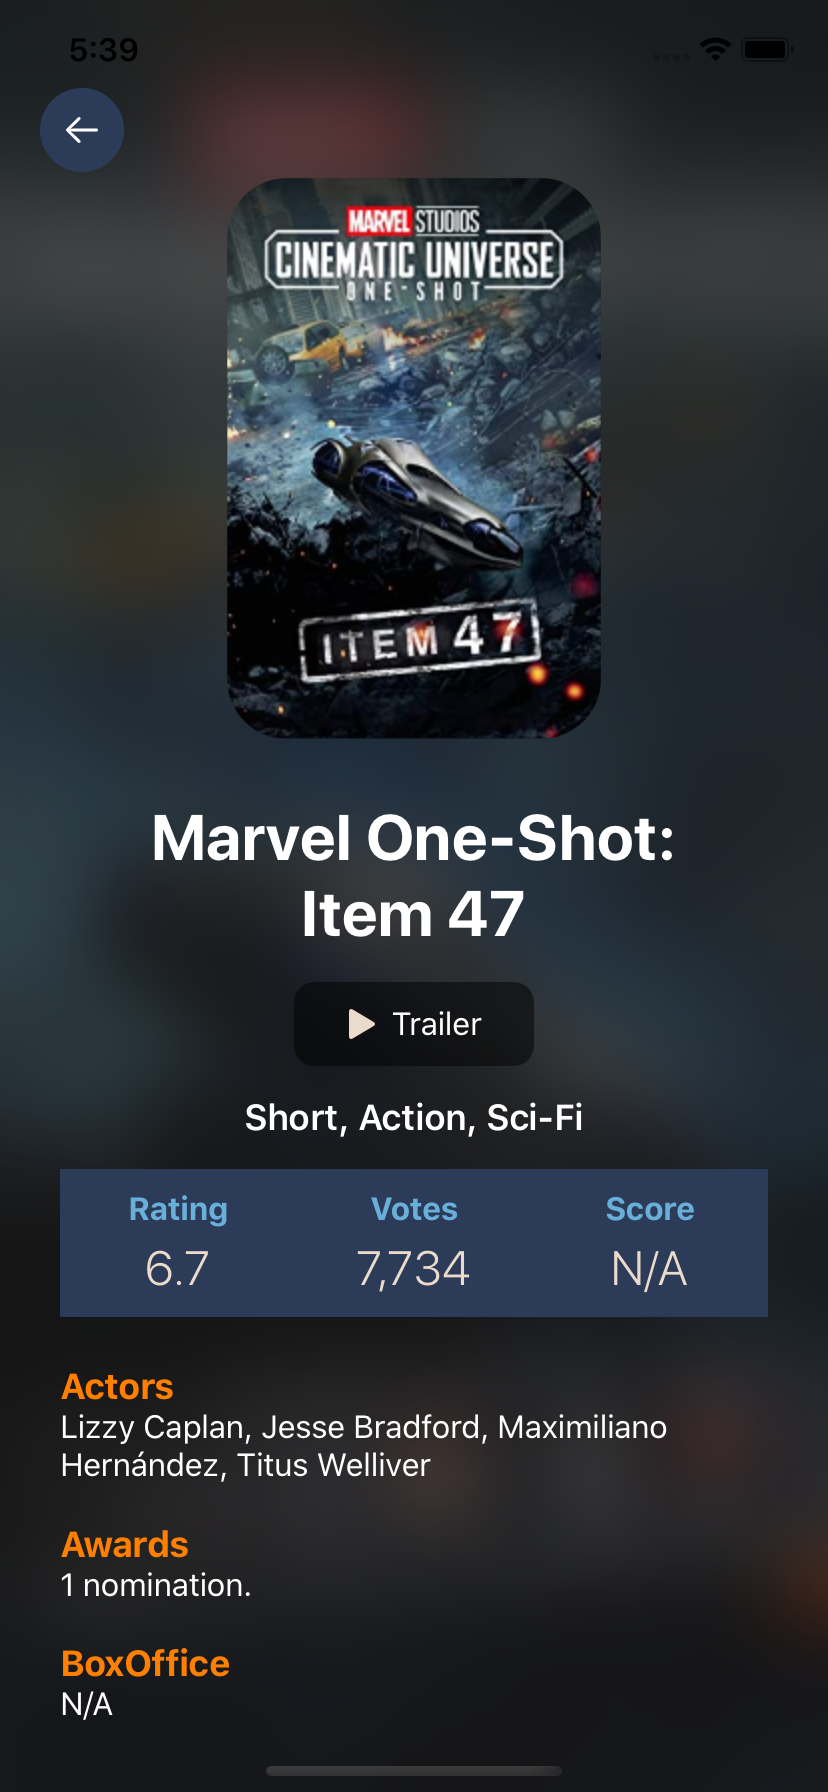 5:39
MARVEL STUDIOS
CINEMATIC UNIVERSE
ONE-SHOT
ITEM 47
Marvel One-Shot:
Item 47
Trailer
Short, Action, Sci-Fi
Rating Votes Score
6.7 7,734 N/A
Actors
Lizzy Caplan, Jesse Bradford, Maximiliano
Hernández, Titus Welliver
Awards
1 nomination.
BoxOffice
N/A